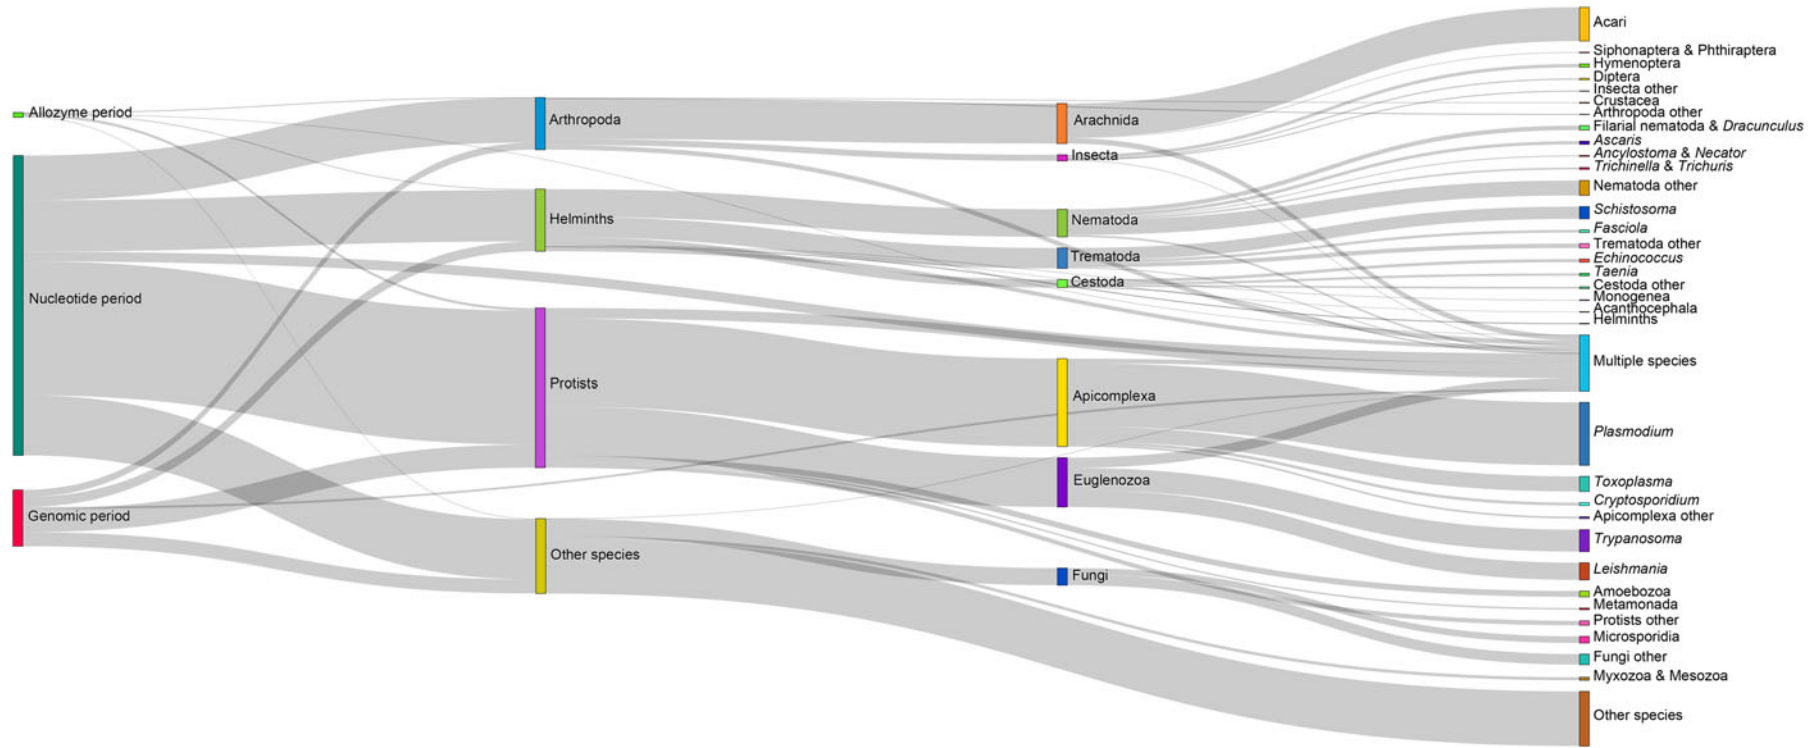 Allozyme period
Nucleotide period
Genomic period
Arthropoda
Helminths
Protists
Other species
Arachnida
Insecta
Nematoda
Trematoda
Cestoda
Apicomplexa
Euglenozoa
Fungi
Acari
Siphonaptera & Phthiraptera
Hymenoptera
Diptera
Insecta other
Crustacea
Arthropoda other
Filarial nematoda & Dracunculus
Ascaris
Ancylostoma & Necator
Trichinella & Trichuris
Nematoda other
Schistosoma
Fasciola
Trematoda other
Echinococcus
Taenia
Cestoda other
Monogenea
Acanthocephala
Helminths
Multiple species
Plasmodium
Toxoplasma
Cryptosporidium
Apicomplexa other
Trypanosoma
Leishmania
Amoebozoa
Metamonada
Protists other
Microsporidia
Fungi other
Myxozoa & Mesozoa
Other species